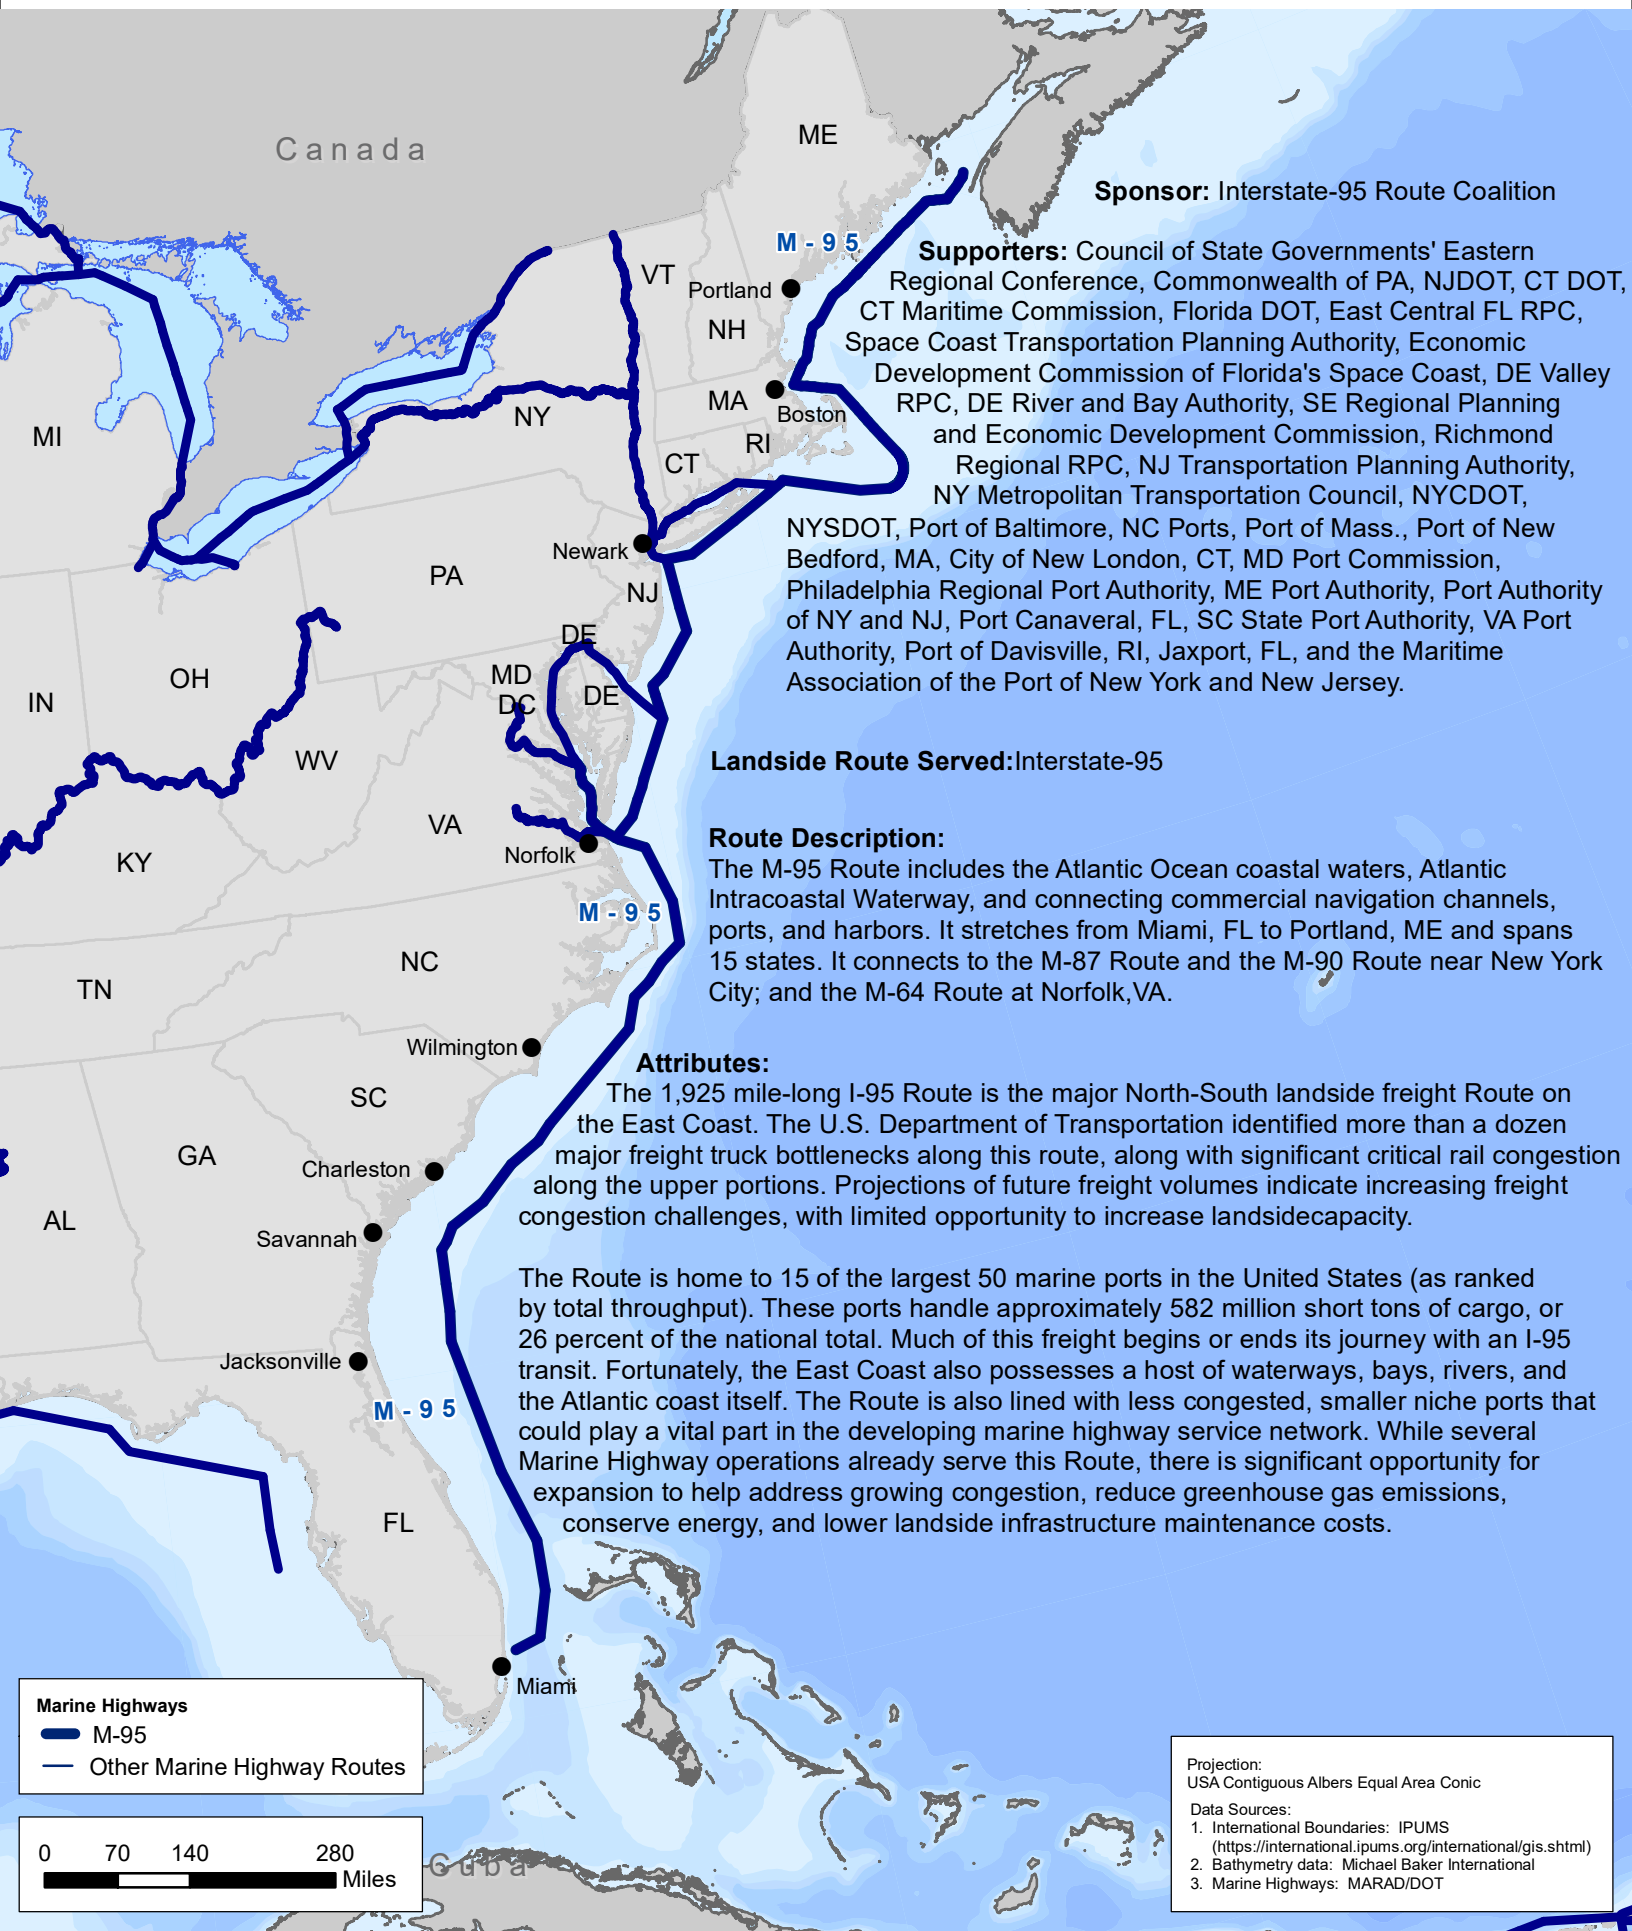 Canada
ME
Sponsor: Interstate-95 Route Coalition
M-95
Supporters: Council of State Governments' Eastern
Regional Conference, Commonwealth of PA, NJDOT, CT DOT,
CT Maritime Commission, Florida DOT, East Central FL RPC,
Space Coast Transportation Planning Authority, Economic
Development Commission of Florida's Space Coast, DE Valley
RPC, DE River and Bay Authority, SE Regional Planning
and Economic Development Commission, Richmond
Regional RPC, NJ Transportation Planning Authority,
NY Metropolitan Transportation Council, NYCDOT,
NYSDOT, Port of Baltimore, NC Ports, Port of Mass., Port of New
Bedford, MA, City of New London, CT, MD Port Commission,
Philadelphia Regional Port Authority, ME Port Authority, Port Authority
of NY and NJ, Port Canaveral, FL, SC State Port Authority, VA Port
Authority, Port of Davisville, RI, Jaxport, FL, and the Maritime
Association of the Port of New York and New Jersey.
VT
Portland
NH
MA
Boston
NY
MI
RI
CT
Newark
PA
NJ
DE
MD
OH
DE
IN
DC
WV
Landside Route Served:Interstate-95
VA
KY
Norfolk
Route Description:
The M-95 Route includes the Atlantic Ocean coastal waters, Atlantic
Intracoastal Waterway, and connecting commercial navigation channels,
ports, and harbors. It stretches from Miami, FL to Portland, ME and spans
15 states. It connects to the M-87 Route and the M-90 Route near New York
City; and the M-64 Route at Norfolk,VA.
M-95
NC
TN
Wilmington
Attributes:
The 1,925 mile-long I-95 Route is the major North-South landside freight Route on
the East Coast. The U.S. Department of Transportation identified more than a dozen
major freight truck bottlenecks along this route, along with significant critical rail congestion
along the upper portions. Projections of future freight volumes indicate increasing freight
congestion challenges, with limited opportunity to increase landsidecapacity.
SC
GA
Charleston
AL
Savannah
The Route is home to 15 of the largest 50 marine ports in the United States (as ranked
by total throughput). These ports handle approximately 582 million short tons of cargo, or
26 percent of the national total. Much of this freight begins or ends its journey with an I-95
transit. Fortunately, the East Coast also possesses a host of waterways, bays, rivers, and
the Atlantic coast itself. The Route is also lined with less congested, smaller niche ports that
could play a vital part in the developing marine highway service network. While several
Marine Highway operations already serve this Route, there is significant opportunity for
expansion to help address growing congestion, reduce greenhouse gas emissions,
conserve energy, and lower landside infrastructure maintenance costs.
Jacksonville
M-95
FL
Miami
Marine Highways
M-95
Other Marine Highway Routes
0 70 140 280
Miles
Cuba
Projection:
USA Contiguous Albers Equal Area Conic
Data Sources:
1. International Boundaries: IPUMS
(https://international.ipums.org/international/gis.shtml)
2. Bathymetry data: Michael Baker International
3. Marine Highways: MARAD/DOT